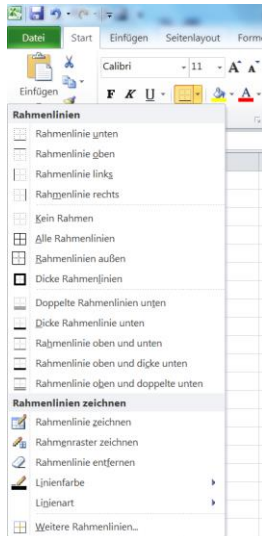 Datei Start Einfügen Seitenlayout Form
Calibri 11 A A
Einfügen
F K U A
Rahmenlinien
Rahmenlinie unten
Rahmenlinie oben
Rahmenlinie links
Rahmenlinie rechts
Kein Rahmen
Alle Rahmenlinien
Rahmenlinien außen
Dicke Rahmenlinien
Doppelte Rahmenlinien unten
Dicke Rahmenlinie unten
Rahmenlinie oben und unten
Rahmenlinie oben und dicke unten
Rahmenlinie oben und doppelte unten
Rahmenlinien zeichnen
Rahmenlinie zeichnen
Rahmenraster zeichnen
Rahmenlinie entfernen
Linienfarbe
Linienart
Weitere Rahmenlinien...